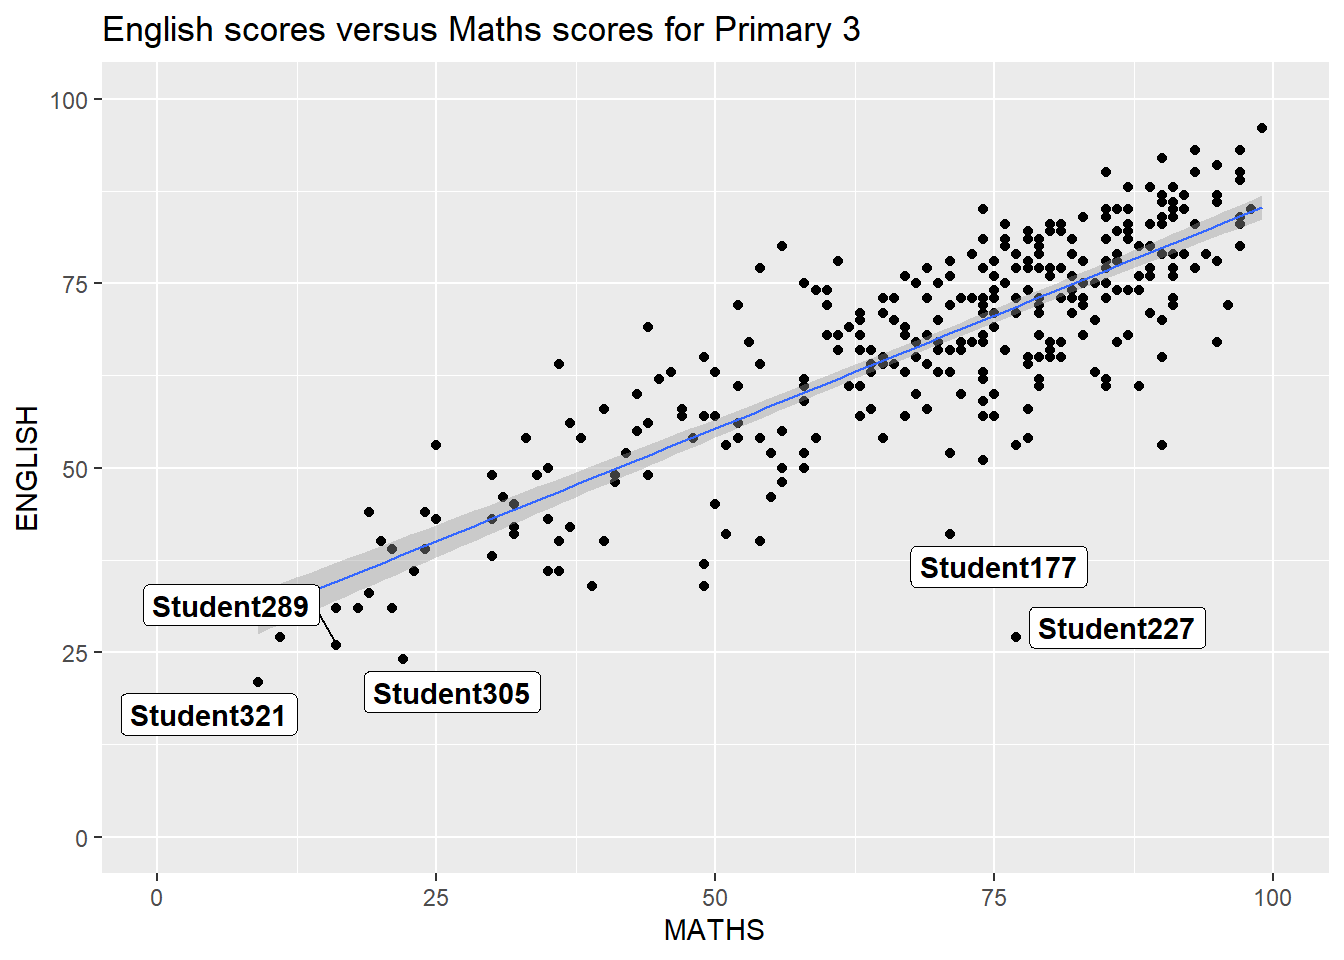 English scores versus Maths scores for Primary 3
100
75
50
25
0
ENGLISH
Student177
Student289
Student227
Student305
Student321
0
25
50
75
100
MATHS